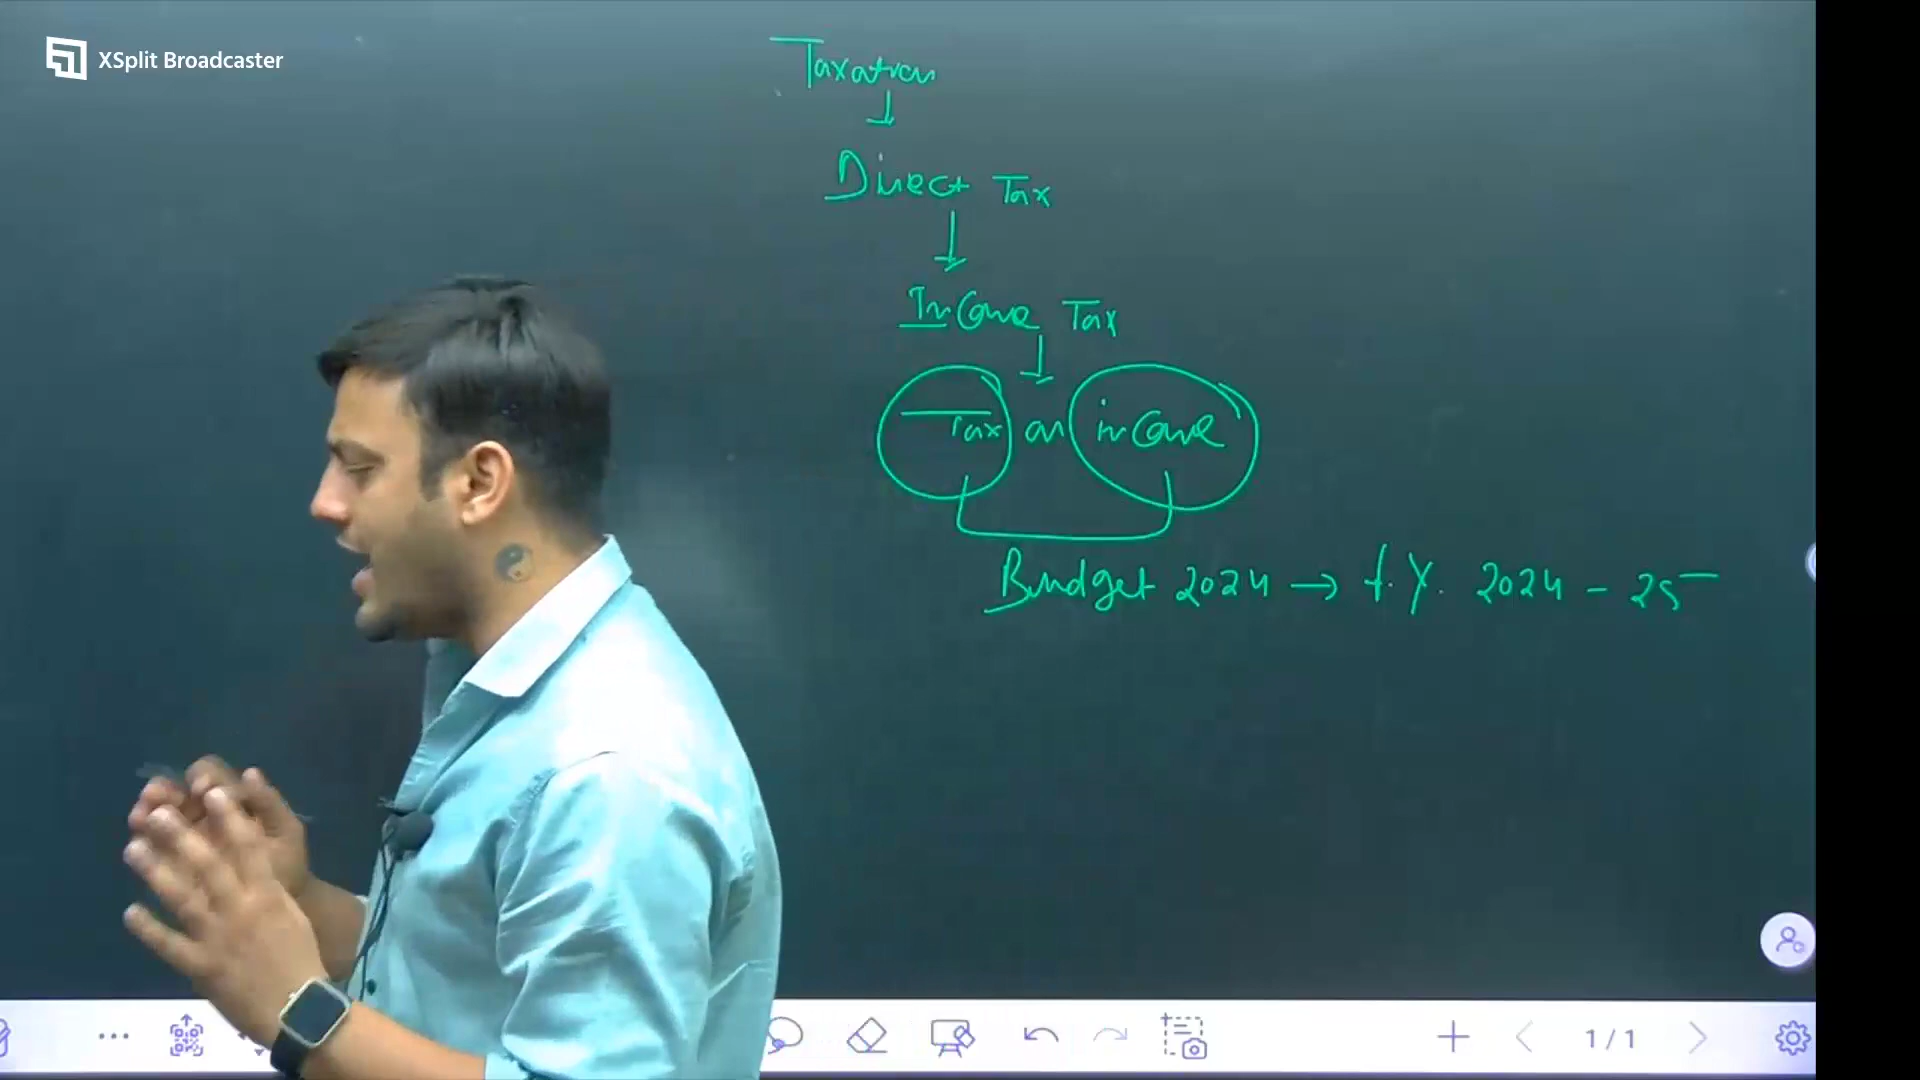 XSplit Broadcaster
Taxation
Direct Tax
Income Tax
Tax on income
Budget 2024 → f.y. 2024 - 25
1/1